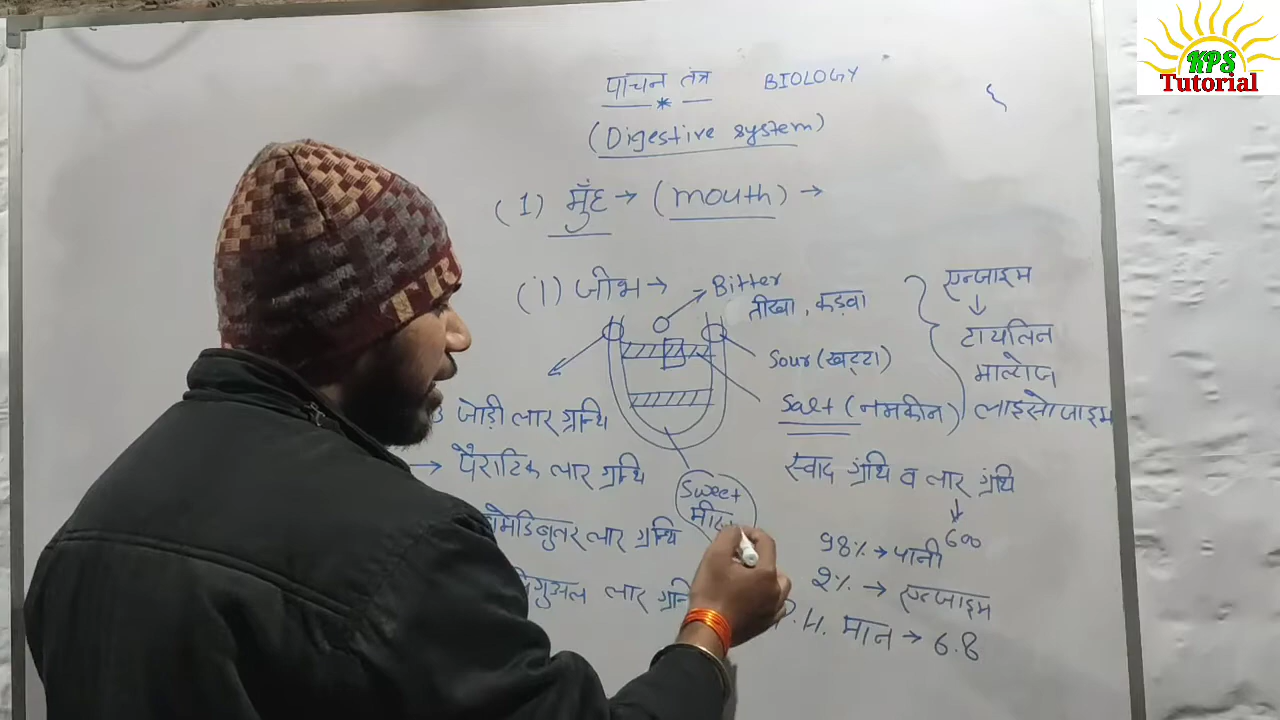 KPS
Tutorial
पाचन तंत्र BIOLOGY
(Digestive system)
(1) मुँह → (mouth) →
(i) जीभ → Bitter
तीखा, कड़वा
Sour (खट्टा)
Salt (नमकीन)
एन्जाइम
↓
टायलिन
माल्टेज
लाइसोजाइम
जोड़ी लार ग्रन्थि
→ पैराटिक लार ग्रन्थि
लार ग्रन्थि
लार
Sweet
स्वाद ग्रंथि व लार ग्रंथि
↓
600
98% → पानी
2% → एन्जाइम
P.H. मान → 6.8